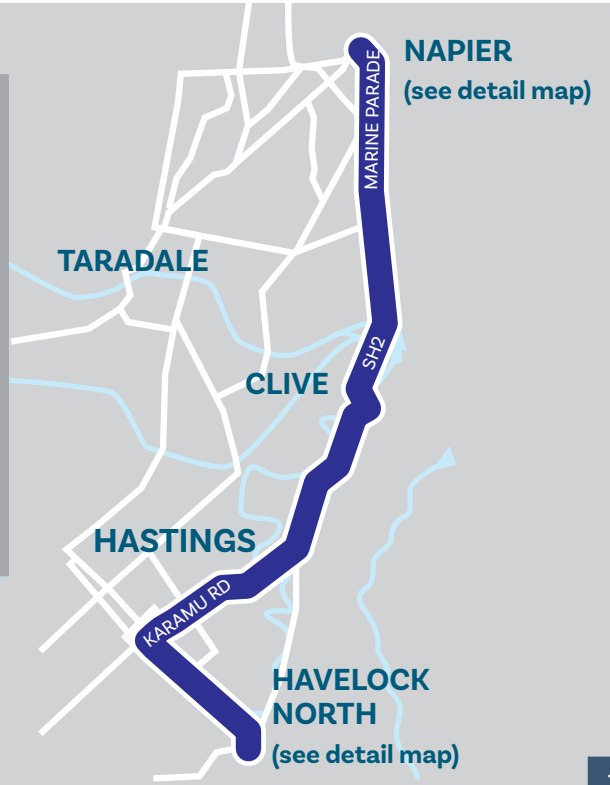 NAPIER
(see detail map)
MARINE PARADE
TARADALE
SH2
CLIVE
HASTINGS
KARAMU RD
HAVELOCK
NORTH
(see detail map)